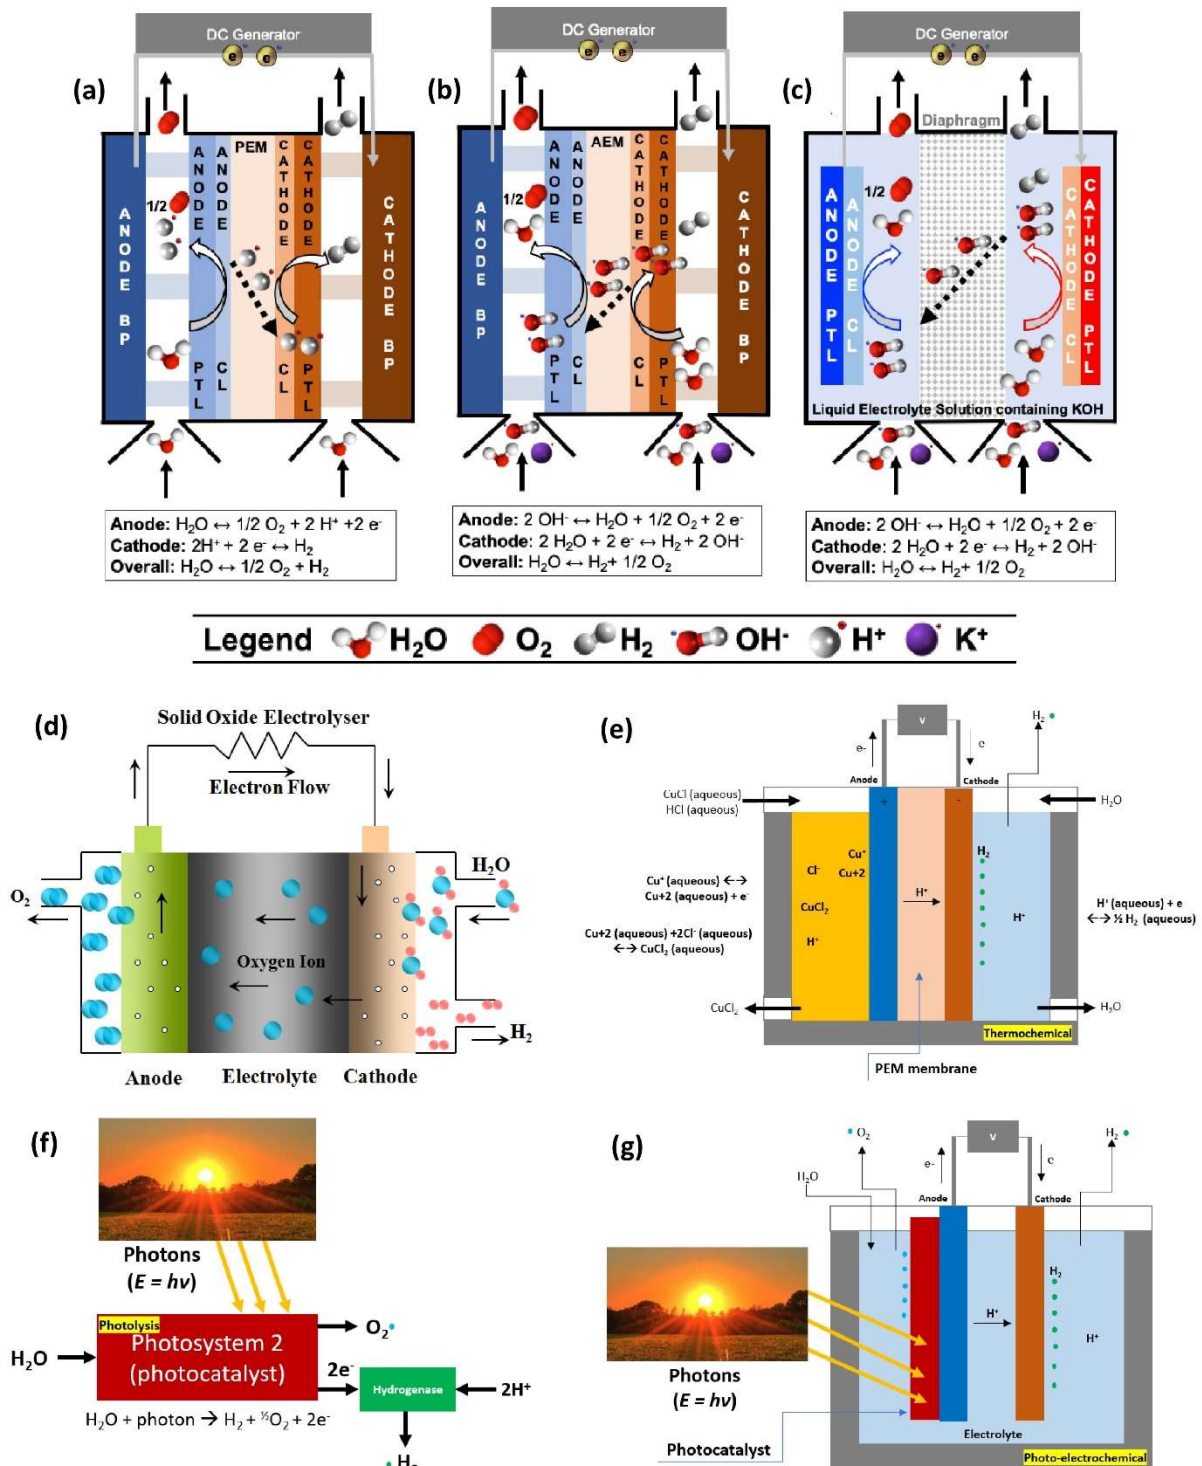 DC Generator
e e
(a)
PEM
ANODE BP
ANODE PTL
ANODE CL
CATHODE CL
CATHODE PTL
CATHODE BP
1/2
Anode: H₂O ↔ 1/2 O₂ + 2 H⁺ +2 e⁻
Cathode: 2H⁺ + 2 e⁻ ↔ H₂
Overall: H₂O ↔ 1/2 O₂ + H₂
DC Generator
e e
(b)
AEM
ANODE BP
ANODE PTL
ANODE CL
CATHODE CL
CATHODE PTL
CATHODE BP
1/2
Anode: 2 OH⁻ ↔ H₂O + 1/2 O₂ + 2 e⁻
Cathode: 2 H₂O + 2 e⁻ ↔ H₂ + 2 OH⁻
Overall: H₂O ↔ H₂+ 1/2 O₂
DC Generator
e e
(c)
Diaphragm
ANODE PTL
ANODE CL
CATHODE CL
CATHODE PTL
1/2
Liquid Electrolyte Solution containing KOH
Anode: 2 OH⁻ ↔ H₂O + 1/2 O₂ + 2 e⁻
Cathode: 2 H₂O + 2 e⁻ ↔ H₂ + 2 OH⁻
Overall: H₂O ↔ H₂+ 1/2 O₂
Legend H₂O O₂ H₂ OH⁻ H⁺ K⁺
(d)
Solid Oxide Electrolyser
Electron Flow
H₂O
O₂
Oxygen Ion
H₂
Anode Electrolyte Cathode
(e)
V
H₂
e-
e
Anode
Cathode
CuCl (aqueous)
HCl (aqueous)
H₂O
+
-
Cu⁺
Cu+2
Cl⁻
CuCl₂
H⁺
H⁺
H₂
H⁺
Cu⁺ (aqueous) ↔
Cu+2 (aqueous) + e⁻
Cu+2 (aqueous) +2Cl⁻ (aqueous)
↔ CuCl₂ (aqueous)
H⁺ (aqueous) + e
↔ ½ H₂ (aqueous)
CuCl₂
H₂O
Thermochemical
PEM membrane
(f)
Photons
(E = hν)
Photolysis
Photosystem 2
(photocatalyst)
H₂O
O₂
2e⁻
Hydrogenase
2H⁺
H₂O + photon → H₂ + ½O₂ + 2e⁻
H₂
(g)
V
O₂
H₂
e-
e
H₂O
Anode
Cathode
H₂
H⁺
H⁺
Photons
(E = hν)
Electrolyte
Photocatalyst
Photo-electrochemical